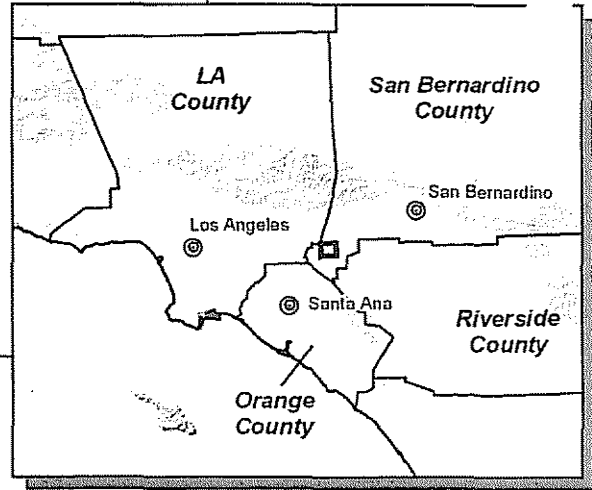 LA
County
San Bernardino
County
San Bernardino
Los Angeles
Santa Ana
Riverside
County
Orange
County